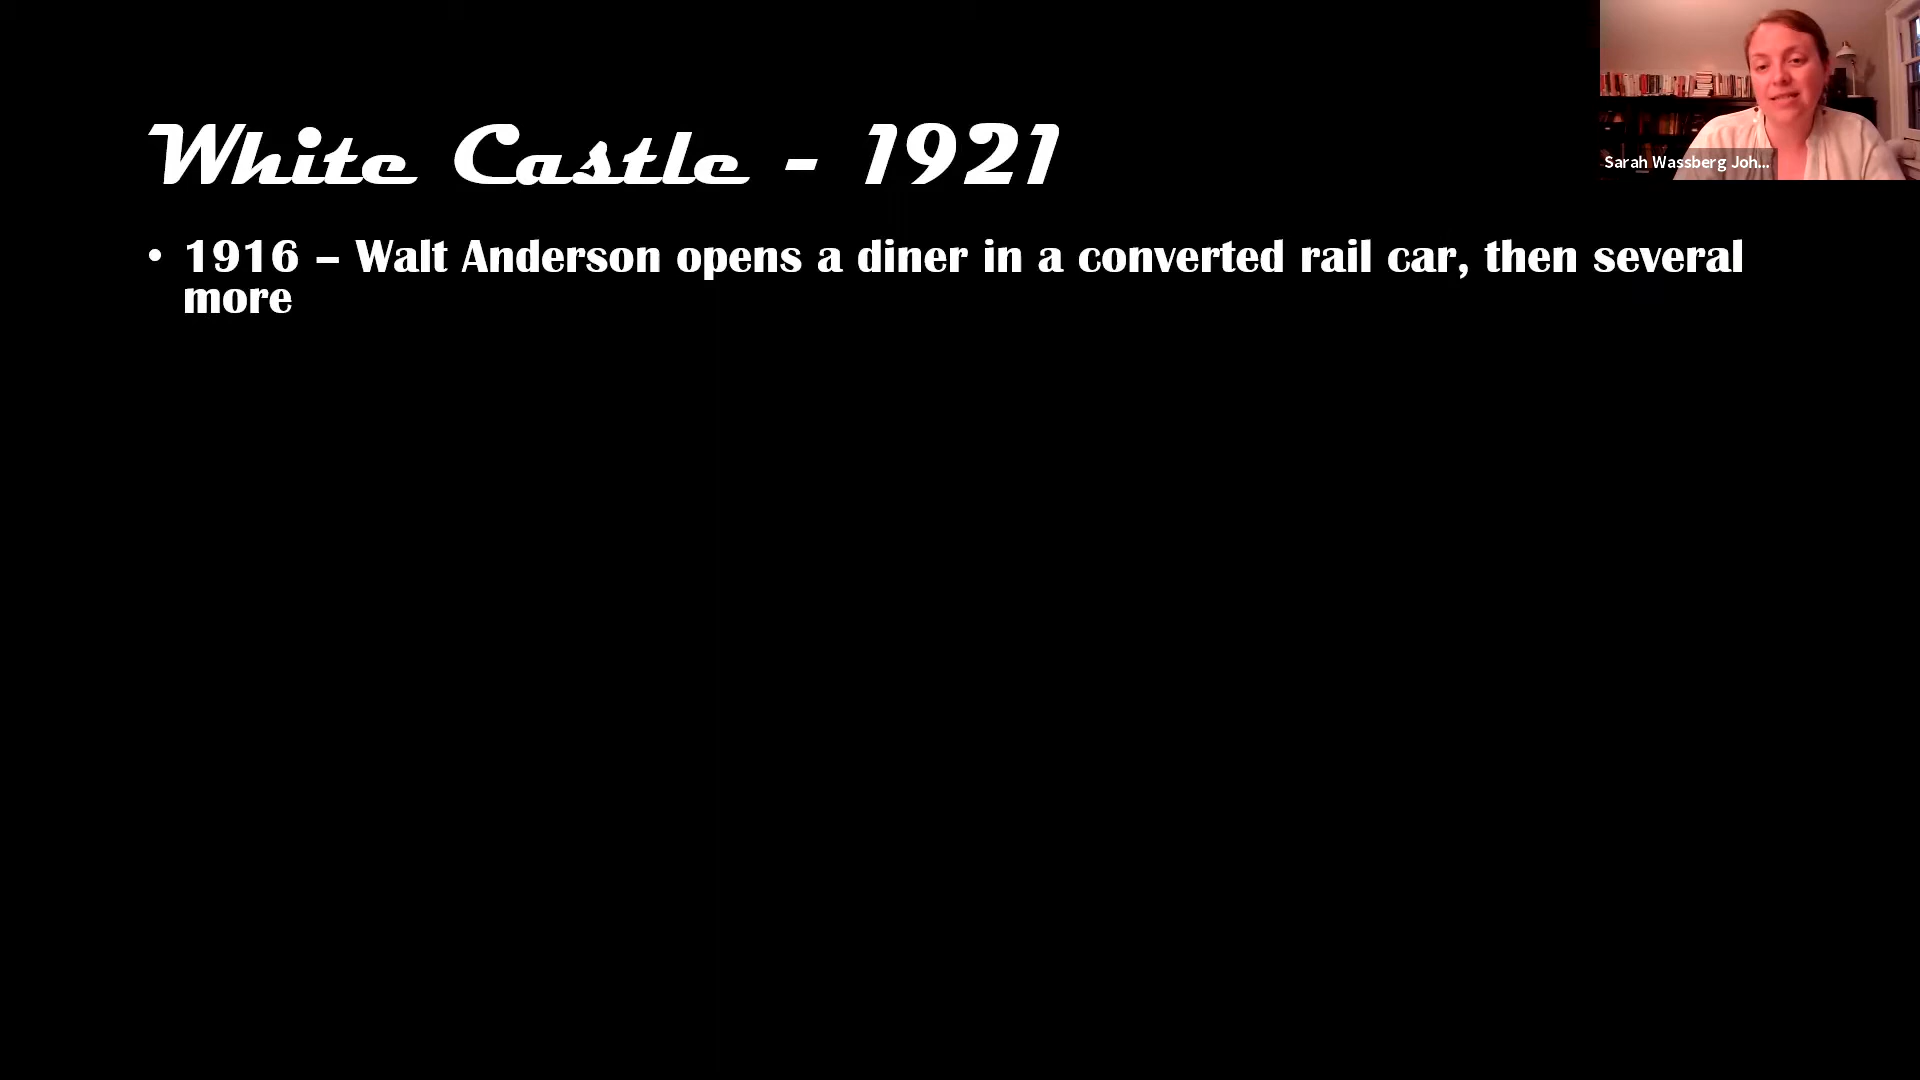 White Castle - 1921
• 1916 – Walt Anderson opens a diner in a converted rail car, then several
more
Sarah Wassberg Joh...